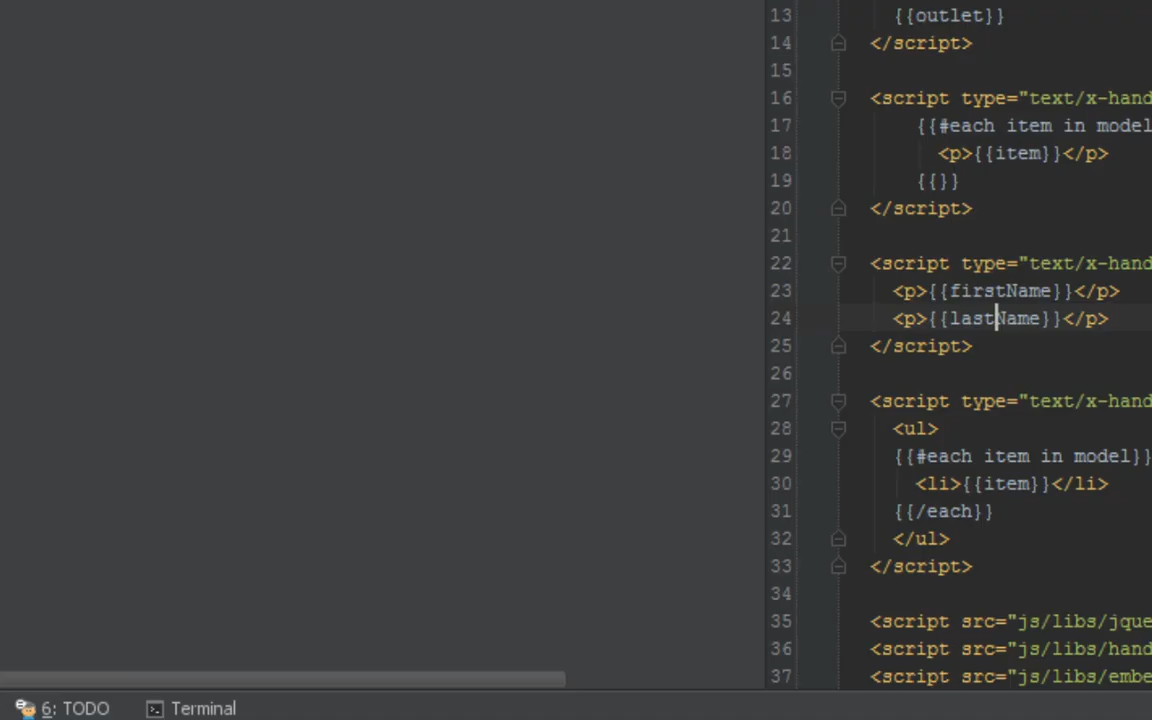 13 {{outlet}}
14 </script>
15
16 <script type="text/x-hand
17 {{#each item in model
18 <p>{{item}}</p>
19 {{}}
20 </script>
21
22 <script type="text/x-hand
23 <p>{{firstName}}</p>
24 <p>{{lastName}}</p>
25 </script>
26
27 <script type="text/x-hand
28 <ul>
29 {{#each item in model}}
30 <li>{{item}}</li>
31 {{/each}}
32 </ul>
33 </script>
34
35 <script src="js/libs/jque
36 <script src="js/libs/hand
37 <script src="js/libs/embe
6: TODO Terminal